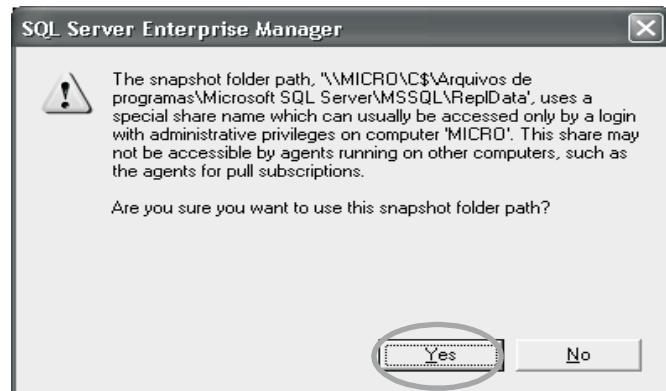 SQL Server Enterprise Manager
The snapshot folder path, '\\MICRO\C$\Arquivos de
programas\Microsoft SQL Server\MSSQL\ReplData', uses a
special share name which can usually be accessed only by a login
with administrative privileges on computer 'MICRO'. This share may
not be accessible by agents running on other computers, such as
the agents for pull subscriptions.
Are you sure you want to use this snapshot folder path?
Yes No